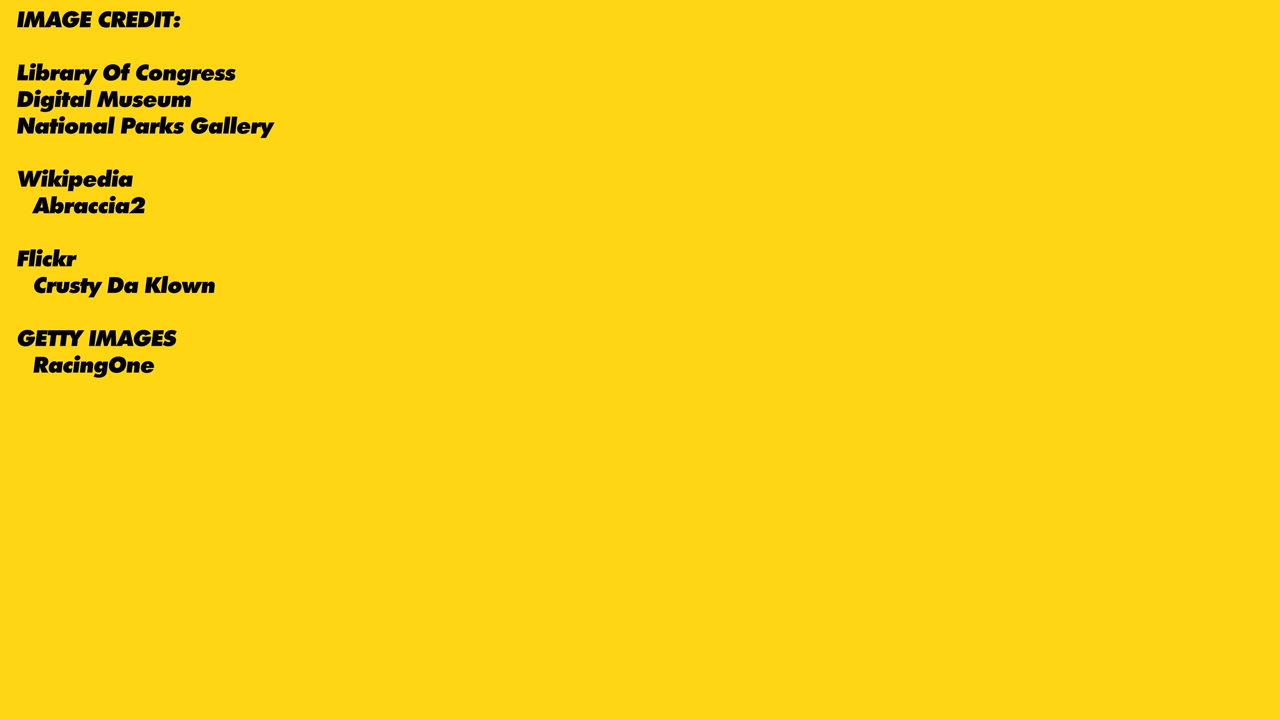 IMAGE CREDIT:
Library Of Congress
Digital Museum
National Parks Gallery
Wikipedia
Abraccia2
Flickr
Crusty Da Klown
GETTY IMAGES
RacingOne